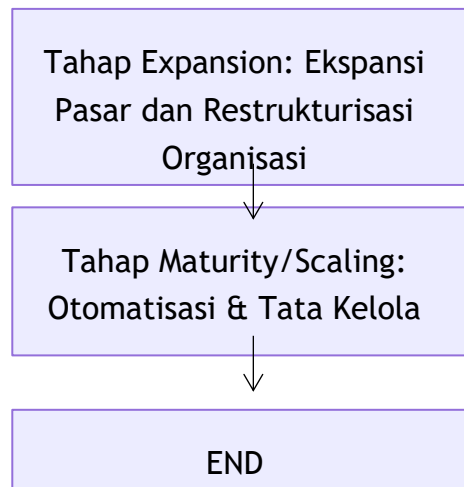 Tahap Expansion: Ekspansi
Pasar dan Restrukturisasi
Organisasi
Tahap Maturity/Scaling:
Otomatisasi & Tata Kelola
END